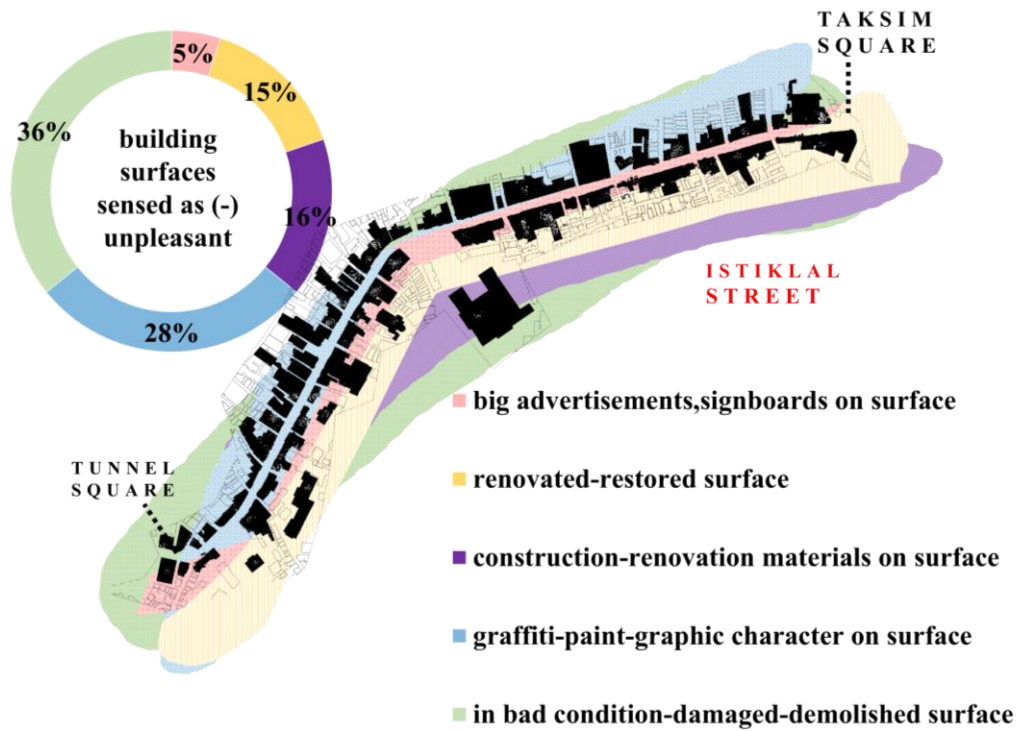 TAKSIM
SQUARE
5%
15%
36%
building
surfaces
sensed as (-)
unpleasant
16%
28%
ISTIKLAL
STREET
big advertisements,signboards on surface
TUNNEL
SQUARE
renovated-restored surface
construction-renovation materials on surface
graffiti-paint-graphic character on surface
in bad condition-damaged-demolished surface